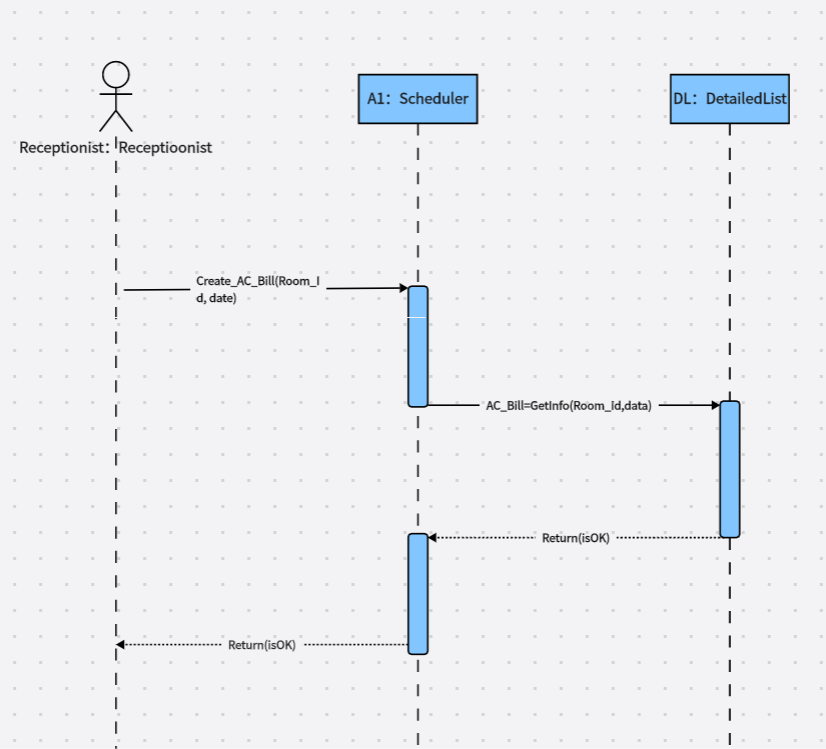 A1：Scheduler
DL：DetailedList
Receptionist：Receptioonist
Create_AC_Bill(Room_I
d, date)
AC_Bill=GetInfo(Room_id,data)
Return(isOK)
Return(isOK)